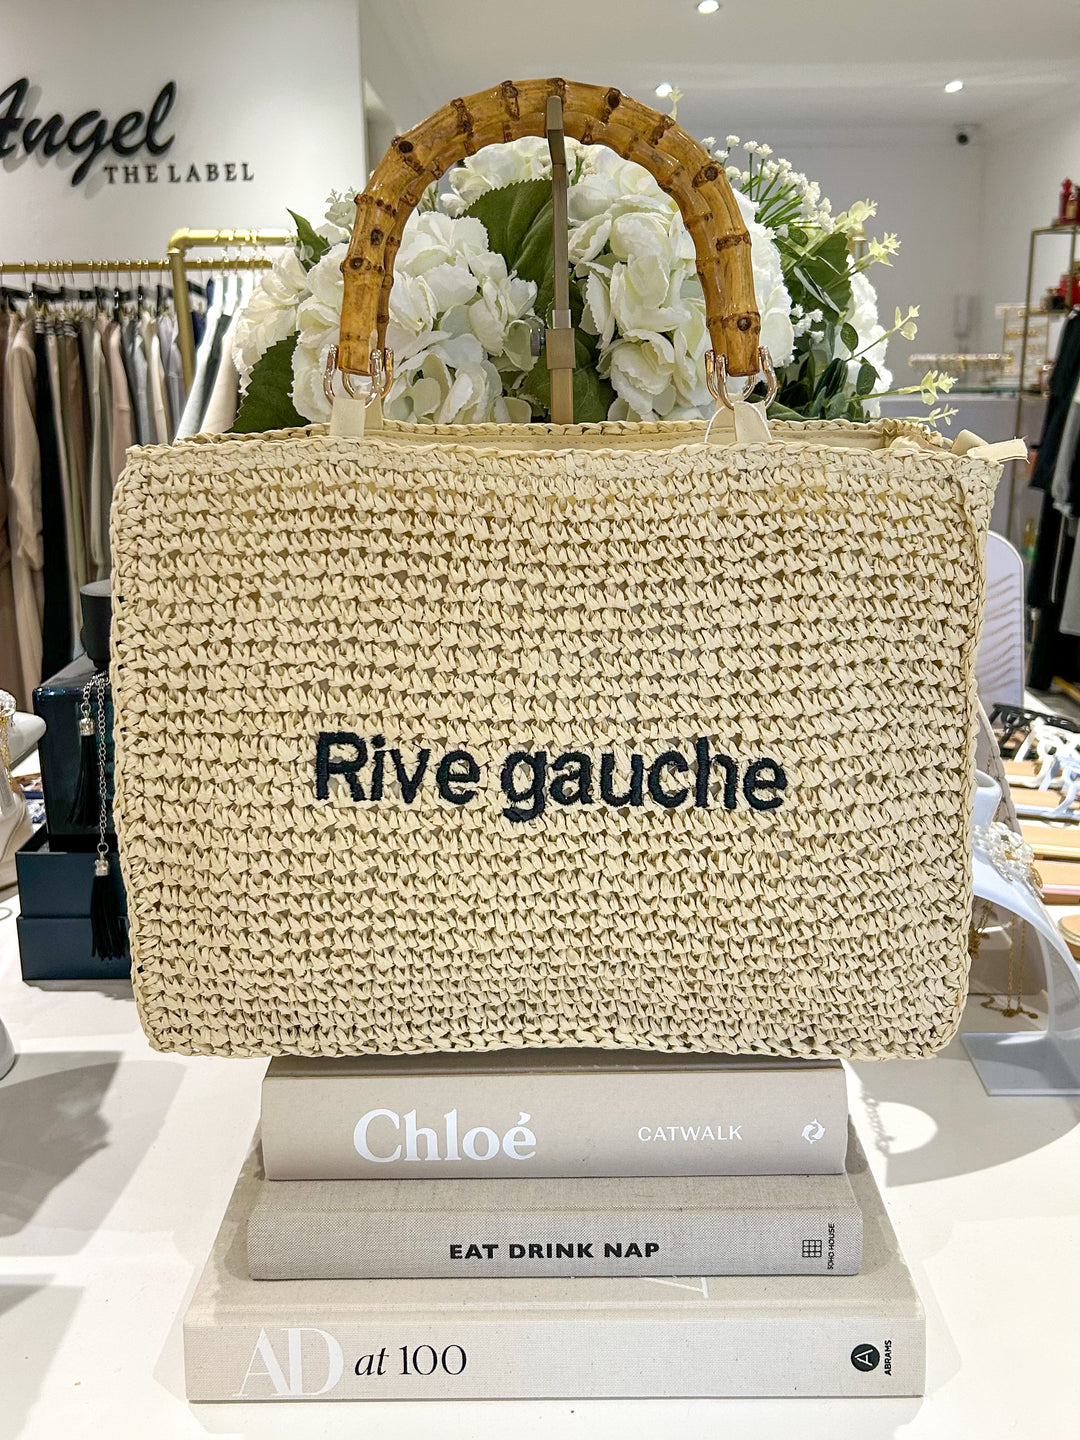 Angel
THE LABEL
Rive gauche
Chloé CATWALK
EAT DRINK NAP SOHO HOUSE
AD at 100 A ABRAMS